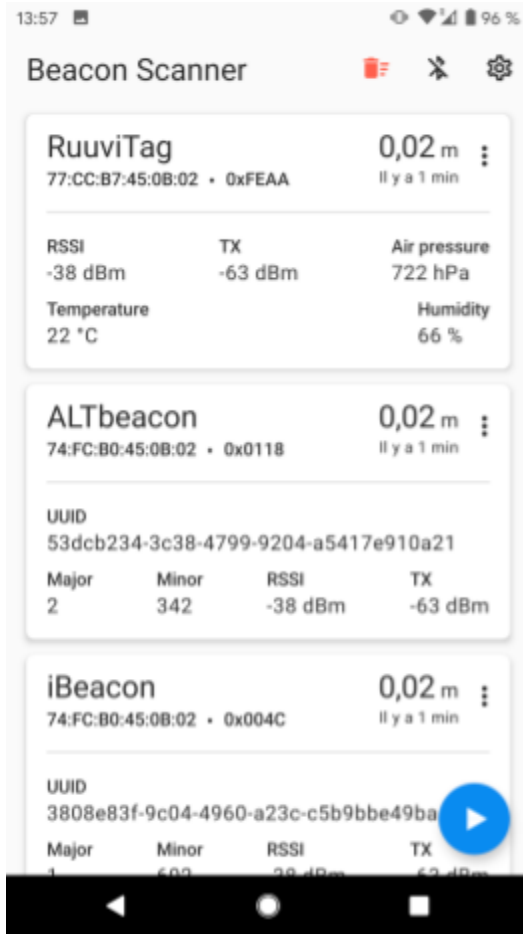 13:57 96 %
Beacon Scanner
RuuviTag 0,02 m
77:CC:B7:45:0B:02 • 0xFEAA Il y a 1 min
RSSI TX Air pressure
-38 dBm -63 dBm 722 hPa
Temperature Humidity
22 °C 66 %
ALTbeacon 0,02 m
74:FC:B0:45:0B:02 • 0x0118 Il y a 1 min
UUID
53dcb234-3c38-4799-9204-a5417e910a21
Major Minor RSSI TX
2 342 -38 dBm -63 dBm
iBeacon 0,02 m
74:FC:B0:45:0B:02 • 0x004C Il y a 1 min
UUID
3808e83f-9c04-4960-a23c-c5b9bbe49ba
Major Minor RSSI TX